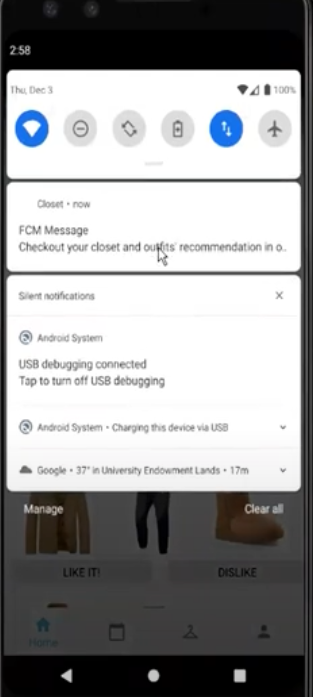 2:58
Thu, Dec 3
100%
Closet • now
FCM Message
Checkout your closet and outfits' recommendation in o..
Silent notifications
Android System
USB debugging connected
Tap to turn off USB debugging
Android System • Charging this device via USB
Google • 37° in University Endowment Lands • 17m
Manage Clear all
LIKE IT! DISLIKE
Home